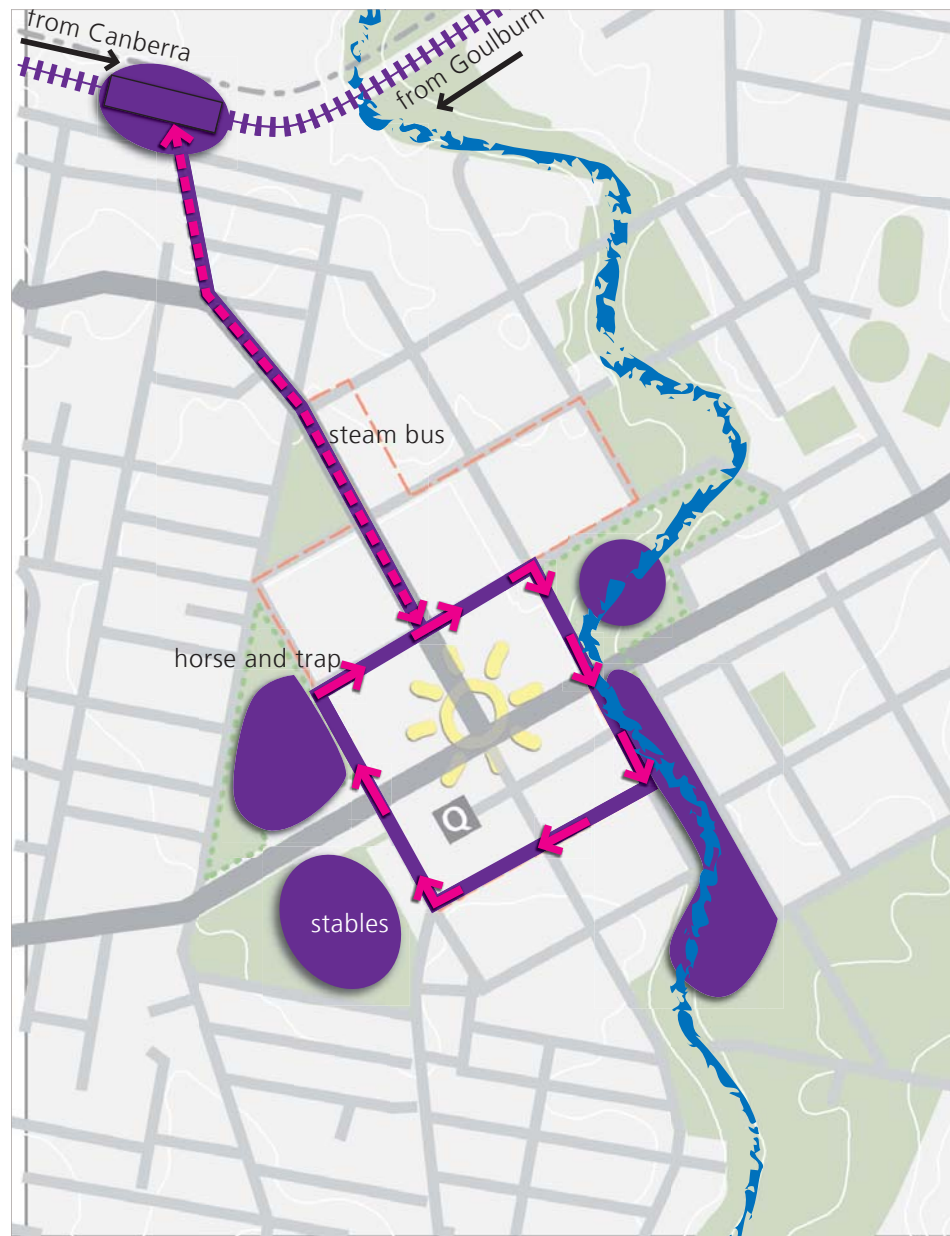 from Canberra
from Goulburn
steam bus
horse and trap
Q
stables